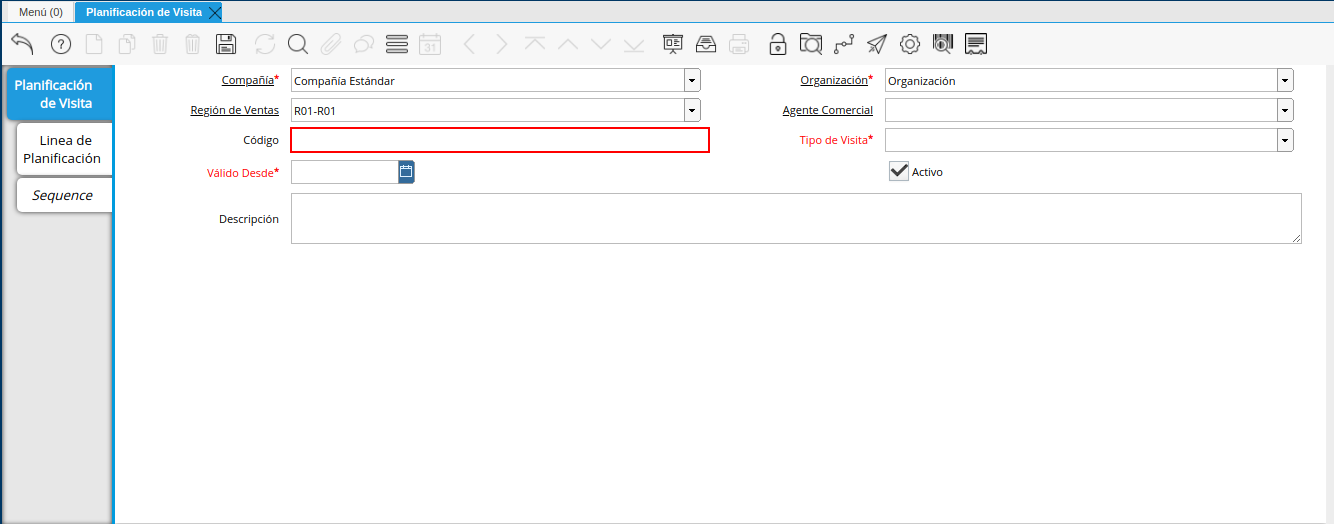 Menú (0)
Planificación de Visita
31
Planificación
de Visita
Linea de
Planificación
Sequence
Compañía* Compañía Estándar
Organización* Organización
Región de Ventas R01-R01
Agente Comercial
Código
Tipo de Visita*
Válido Desde*
Activo
Descripción